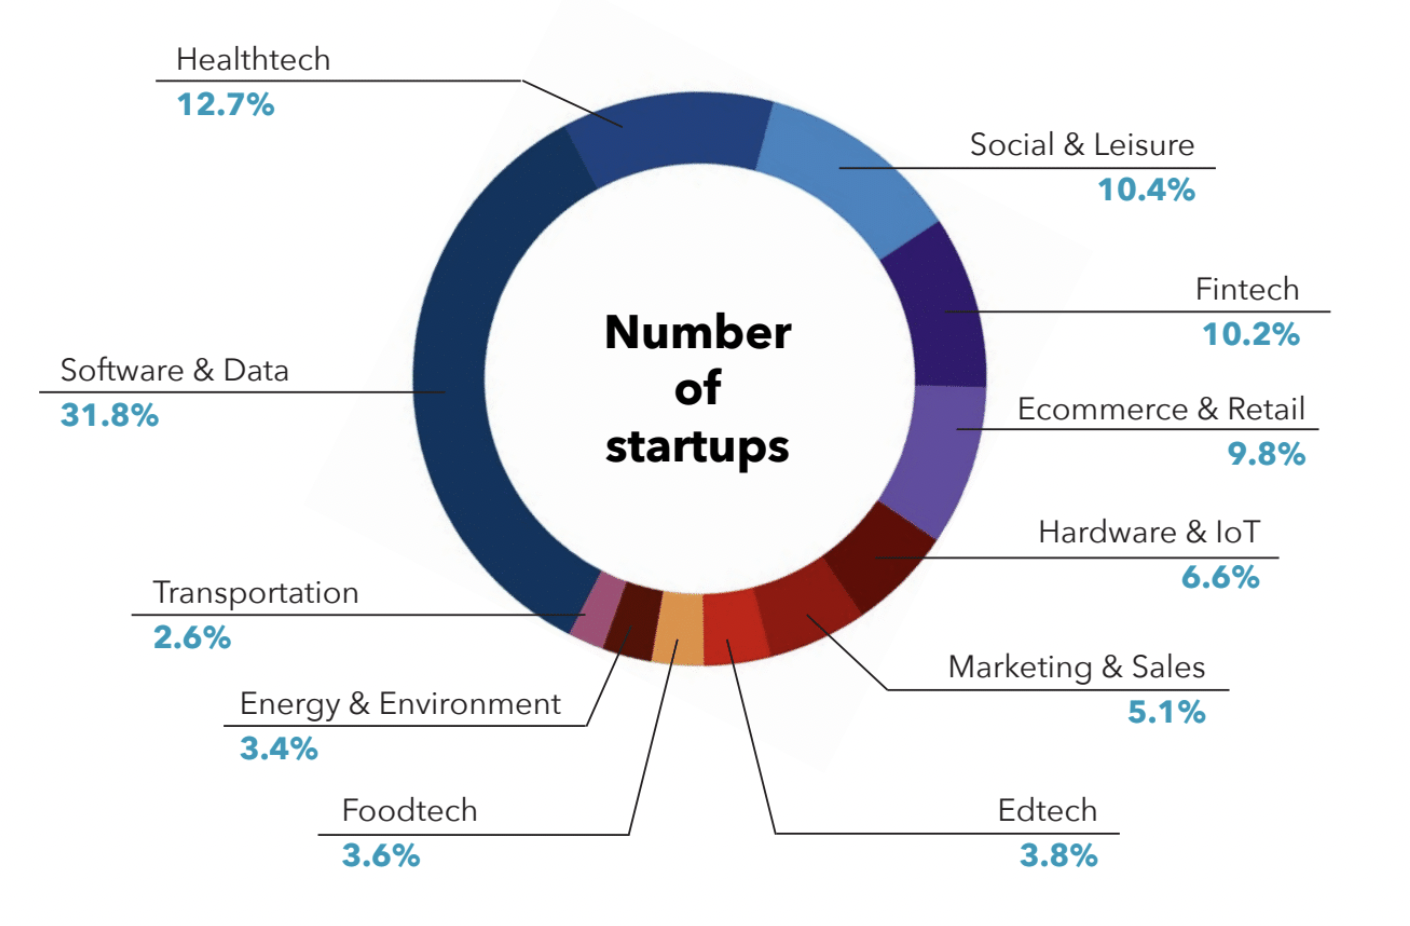 Healthtech
12.7%
Social & Leisure
10.4%
Fintech
10.2%
Number
of
startups
Software & Data
31.8%
Ecommerce & Retail
9.8%
Hardware & IoT
6.6%
Transportation
2.6%
Marketing & Sales
5.1%
Energy & Environment
3.4%
Foodtech
3.6%
Edtech
3.8%